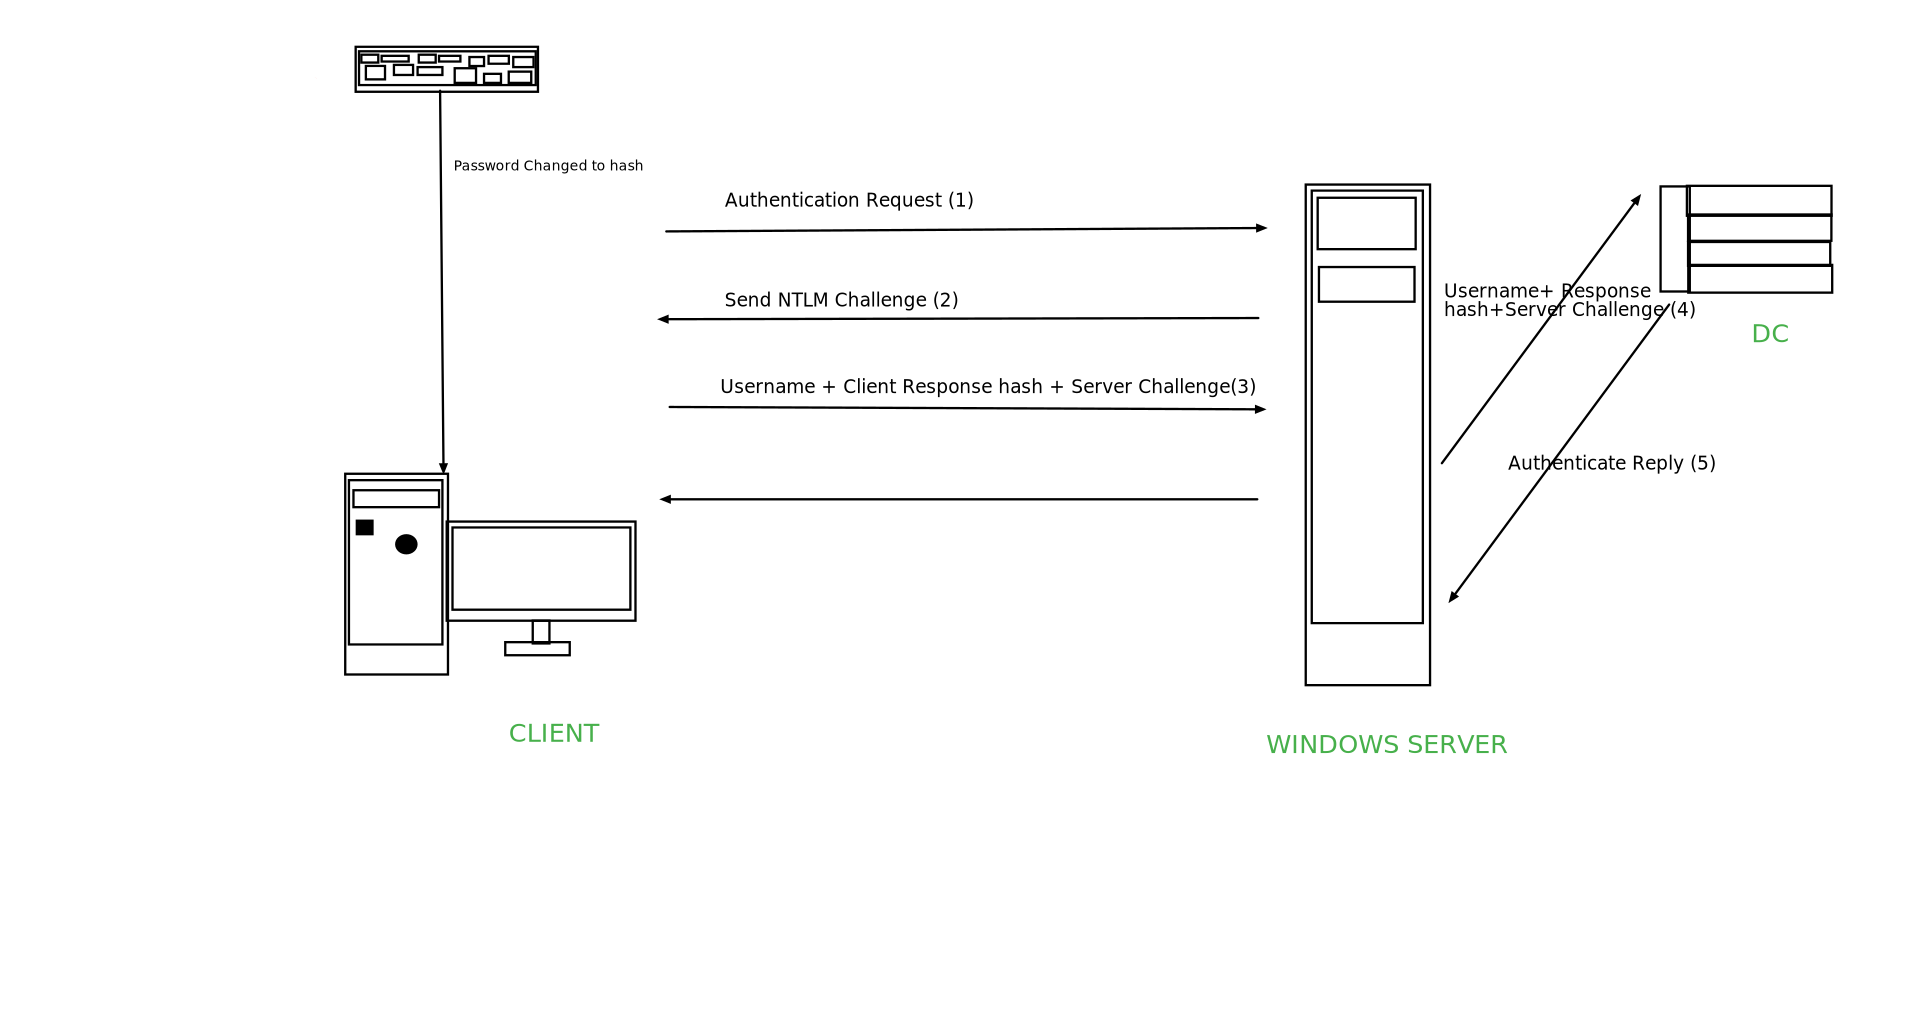 Password Changed to hash
Authentication Request (1)
Send NTLM Challenge (2)
Username+ Response
hash+Server Challenge (4)
DC
Username + Client Response hash + Server Challenge(3)
Authenticate Reply (5)
CLIENT
WINDOWS SERVER